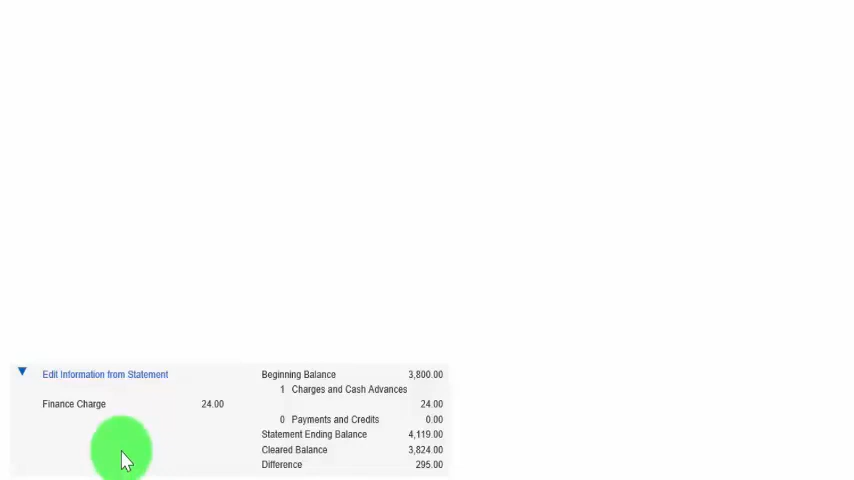 Edit Information from Statement
Finance Charge 24.00
Beginning Balance 3,800.00
1 Charges and Cash Advances
24.00
0 Payments and Credits 0.00
Statement Ending Balance 4,119.00
Cleared Balance 3,824.00
Difference 295.00